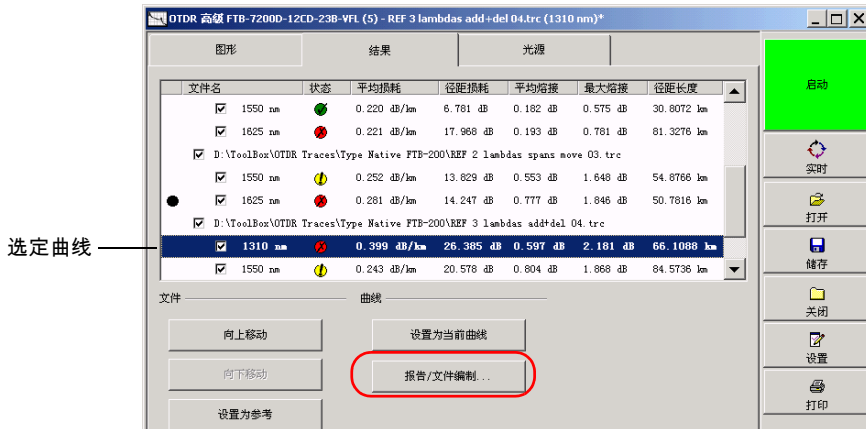 OTDR 高级 FTB-7200D-12CD-23B-VFL (5) - REF 3 lambdas add+del 04.trc (1310 nm)*
图形 结果 光源
文件名 状态 平均损耗 径距损耗 平均熔接 最大熔接 径距长度
1550 nm 0.220 dB/km 6.781 dB 0.182 dB 0.575 dB 30.8072 km
1625 nm 0.221 dB/km 17.968 dB 0.193 dB 0.781 dB 81.3276 km
D:\ToolBox\OTDR Traces\Type Native FTB-200\REF 2 lambdas spans move 03.trc
1550 nm 0.252 dB/km 13.829 dB 0.553 dB 1.648 dB 54.8766 km
1625 nm 0.281 dB/km 14.247 dB 0.777 dB 1.846 dB 50.7816 km
D:\ToolBox\OTDR Traces\Type Native FTB-200\REF 3 lambdas add+del 04.trc
选定曲线
1310 nm 0.399 dB/km 26.385 dB 0.597 dB 2.181 dB 66.1088 km
1550 nm 0.243 dB/km 20.578 dB 0.804 dB 1.868 dB 84.5736 km
文件 曲线
向上移动 设置为当前曲线
向下移动 报告/文件编制...
设置为参考
启动
实时
打开
储存
关闭
设置
打印